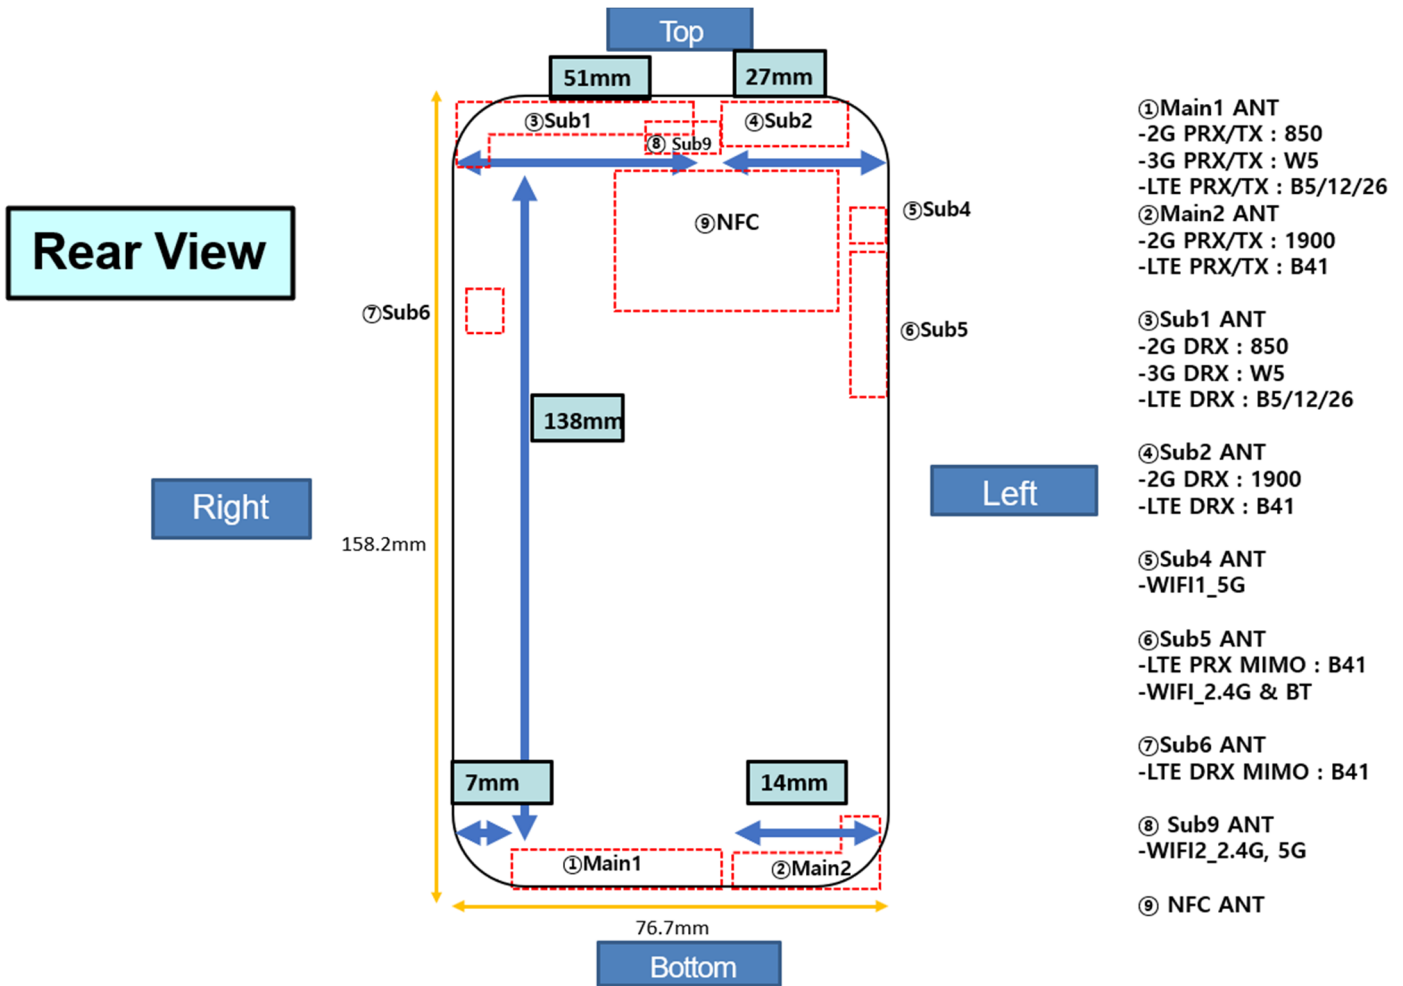 Top
51mm
27mm
③Sub1
④Sub2
⑧ Sub9
⑨NFC
⑤Sub4
⑥Sub5
⑦Sub6
Rear View
138mm
Right
Left
158.2mm
7mm
14mm
①Main1
②Main2
76.7mm
Bottom
①Main1 ANT
-2G PRX/TX : 850
-3G PRX/TX : W5
-LTE PRX/TX : B5/12/26
②Main2 ANT
-2G PRX/TX : 1900
-LTE PRX/TX : B41
③Sub1 ANT
-2G DRX : 850
-3G DRX : W5
-LTE DRX : B5/12/26
④Sub2 ANT
-2G DRX : 1900
-LTE DRX : B41
⑤Sub4 ANT
-WIFI1_5G
⑥Sub5 ANT
-LTE PRX MIMO : B41
-WIFI_2.4G & BT
⑦Sub6 ANT
-LTE DRX MIMO : B41
⑧ Sub9 ANT
-WIFI2_2.4G, 5G
⑨ NFC ANT